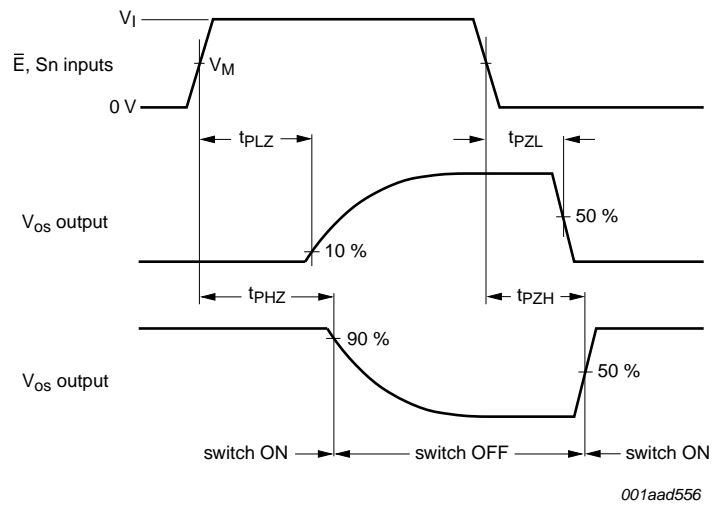 V_I
E̅, Sn inputs
V_M
0 V
t_PLZ
t_PZL
V_os output
50 %
10 %
t_PHZ
t_PZH
90 %
V_os output
50 %
switch ON
switch OFF
switch ON
001aad556